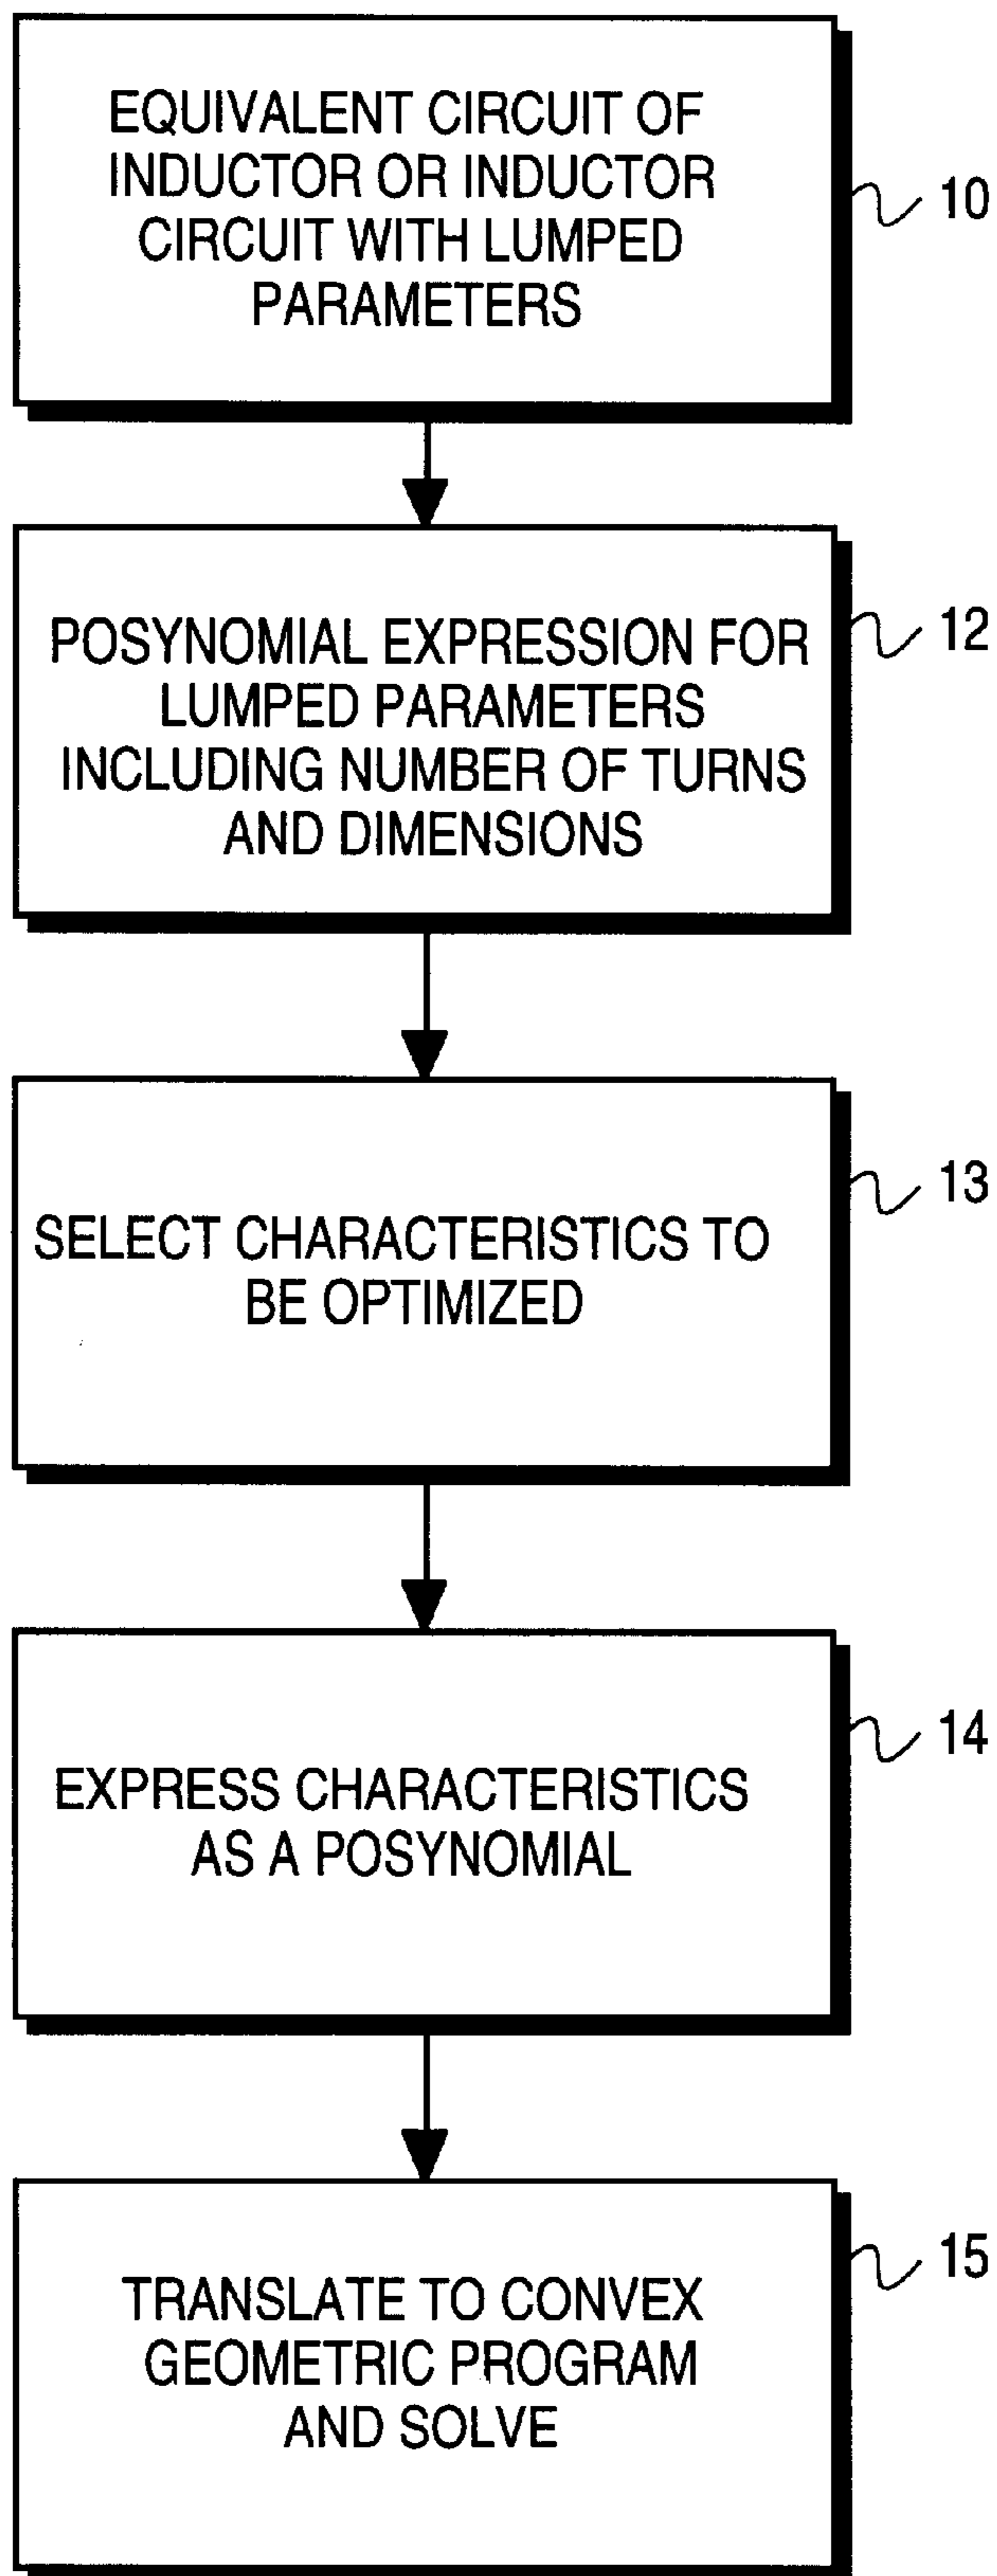 EQUIVALENT CIRCUIT OF
INDUCTOR OR INDUCTOR
CIRCUIT WITH LUMPED
PARAMETERS
10
POSYNOMIAL EXPRESSION FOR
LUMPED PARAMETERS
INCLUDING NUMBER OF TURNS
AND DIMENSIONS
12
SELECT CHARACTERISTICS TO
BE OPTIMIZED
13
EXPRESS CHARACTERISTICS
AS A POSYNOMIAL
14
TRANSLATE TO CONVEX
GEOMETRIC PROGRAM
AND SOLVE
15